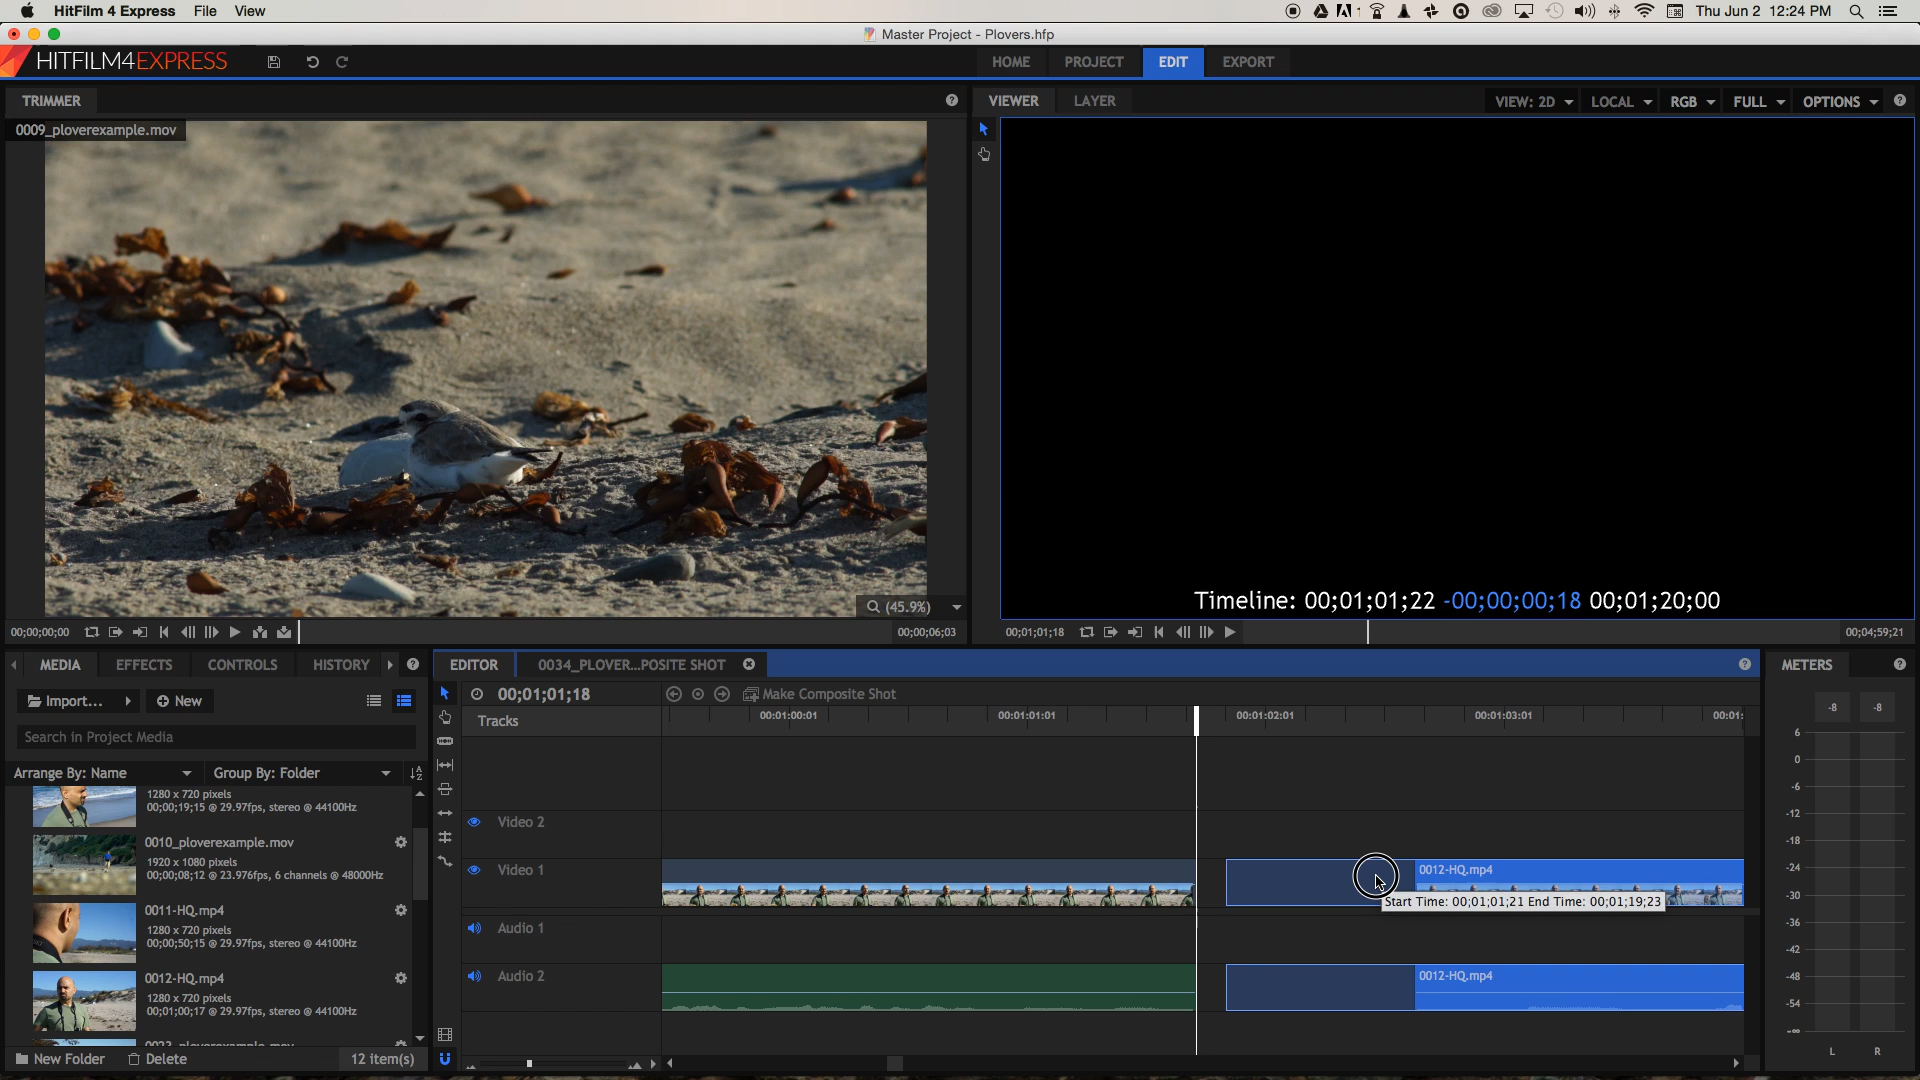 HitFilm 4 Express File View
1 Thu Jun 2 12:24 PM
Master Project - Plovers.hfp
HITFILM4EXPRESS
HOME PROJECT EDIT EXPORT
TRIMMER
VIEWER LAYER VIEW: 2D LOCAL RGB FULL OPTIONS
0009_ploverexample.mov
(45.9%)
Timeline: 00;01;01;22 -00;00;00;18 00;01;20;00
00;00;00;00 00;00;06;03
00;01;01;18 00;04;59;21
MEDIA EFFECTS CONTROLS HISTORY
EDITOR 0034_PLOVER...POSITE SHOT
METERS
Import... New
00;01;01;18 Make Composite Shot
Search in Project Media
Tracks
00:01:00:01 00:01:01:01 00:01:02:01 00:01:03:01 00:01:
Arrange By: Name Group By: Folder
1280 x 720 pixels
00;00;19;15 @ 29.97fps, stereo @ 44100Hz
0010_ploverexample.mov
1920 x 1080 pixels
00;00;08;12 @ 23.976fps, 6 channels @ 48000Hz
0011-HQ.mp4
1280 x 720 pixels
00;00;50;15 @ 29.97fps, stereo @ 44100Hz
0012-HQ.mp4
1280 x 720 pixels
00;01;00;17 @ 29.97fps, stereo @ 44100Hz
New Folder Delete 12 item(s)
Video 2
Video 1
0012-HQ.mp4
Start Time: 00;01;01;21 End Time: 00;01;19;23
Audio 1
Audio 2
0012-HQ.mp4
-8 -8
6
0
-6
-12
-18
-24
-30
-36
-42
-48
-54
-∞
L R